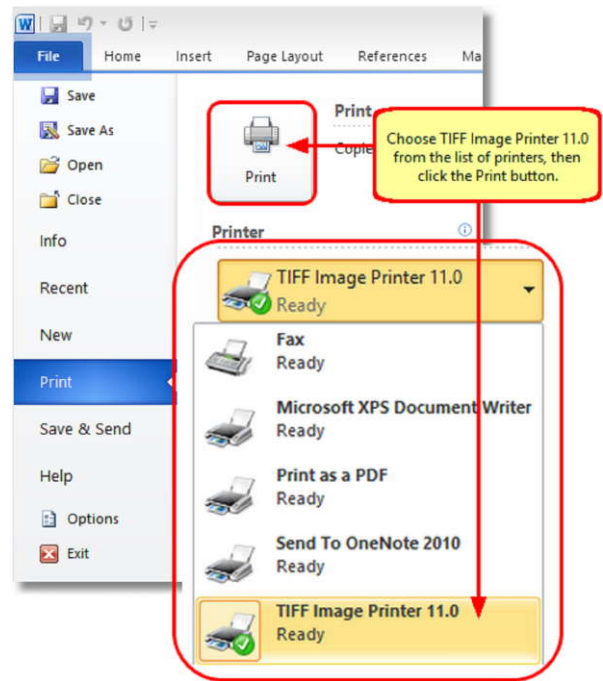 W
File Home Insert Page Layout References Ma
Save
Save As
Open
Close
Info
Recent
New
Print
Save & Send
Help
Options
Exit
Print
Print
Copie
Choose TIFF Image Printer 11.0
from the list of printers, then
click the Print button.
Printer
TIFF Image Printer 11.0
Ready
Fax
Ready
Microsoft XPS Document Writer
Ready
Print as a PDF
Ready
Send To OneNote 2010
Ready
TIFF Image Printer 11.0
Ready